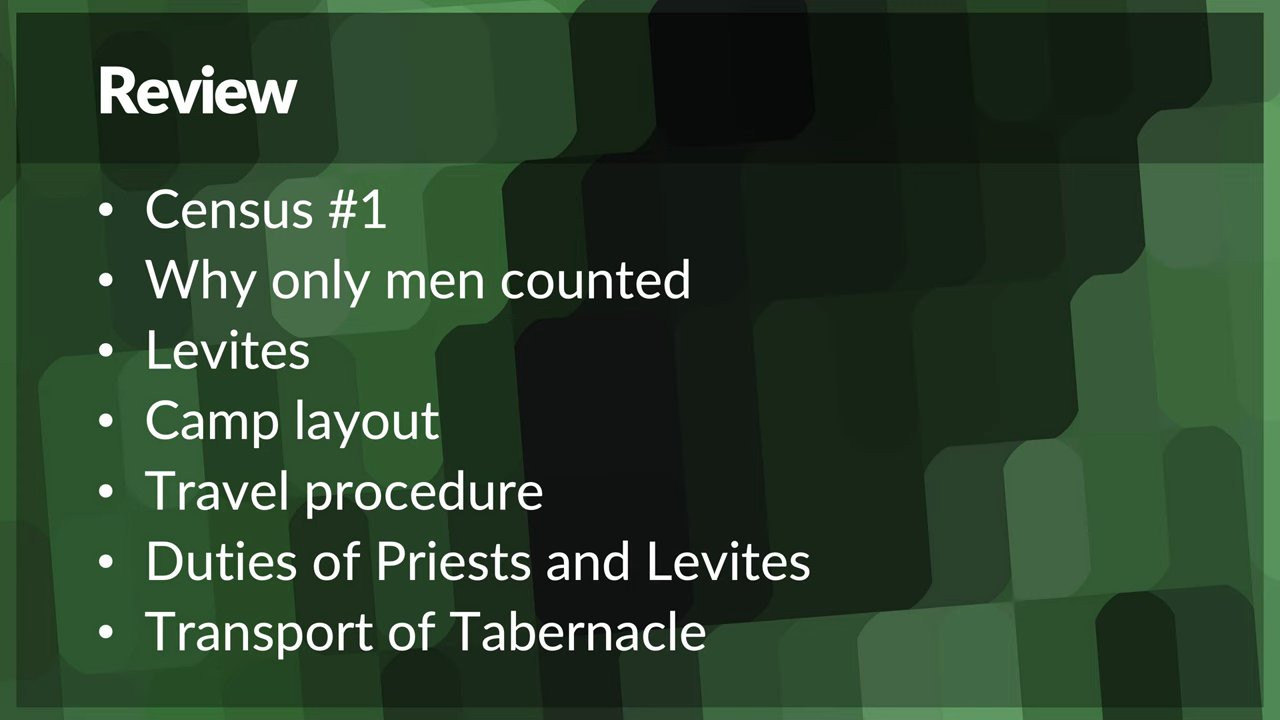 Review
• Census #1
• Why only men counted
• Levites
• Camp layout
• Travel procedure
• Duties of Priests and Levites
• Transport of Tabernacle